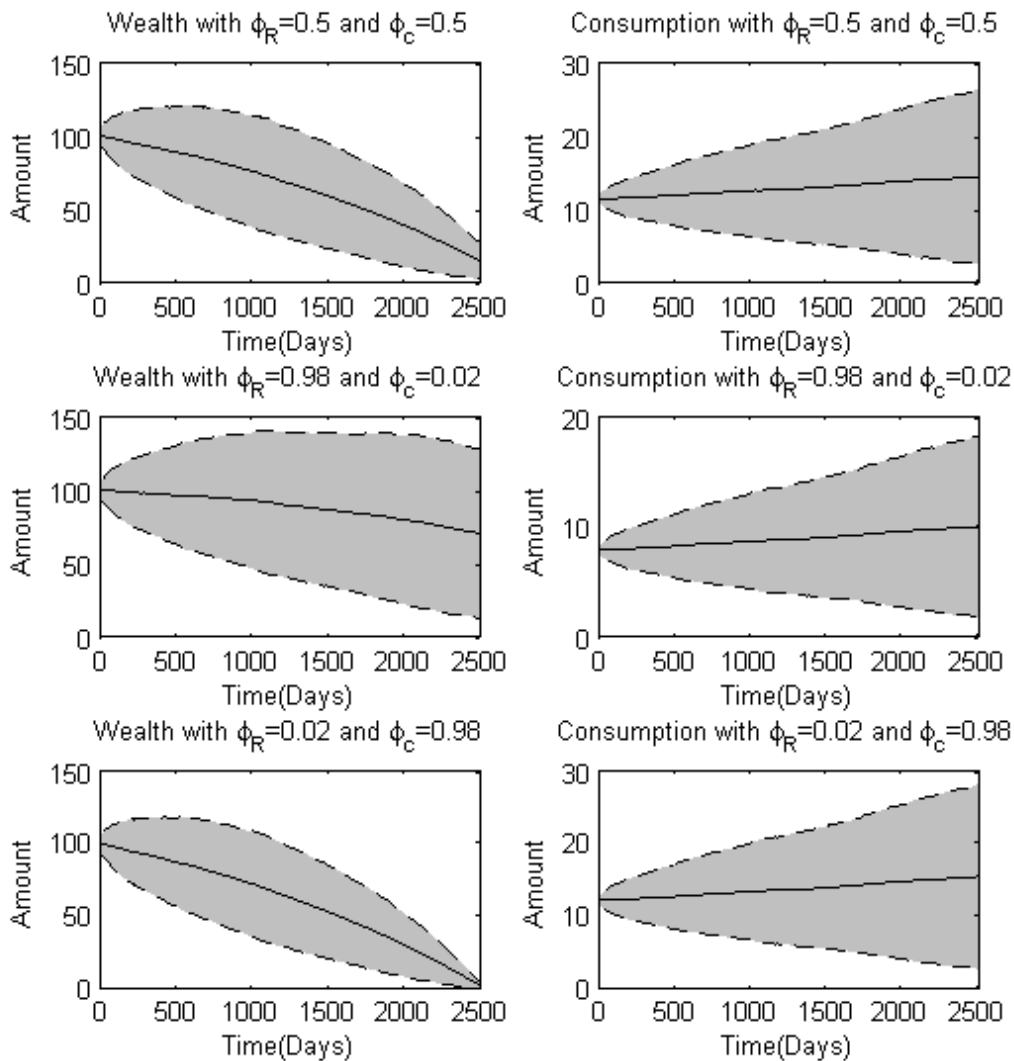 Wealth with ϕR=0.5 and ϕc=0.5
Amount
150
100
50
0
0 500 1000 1500 2000 2500
Time(Days)
Consumption with ϕR=0.5 and ϕc=0.5
Amount
30
20
10
0
0 500 1000 1500 2000 2500
Time(Days)
Wealth with ϕR=0.98 and ϕc=0.02
Amount
150
100
50
0
0 500 1000 1500 2000 2500
Time(Days)
Consumption with ϕR=0.98 and ϕc=0.02
Amount
20
10
0
0 500 1000 1500 2000 2500
Time(Days)
Wealth with ϕR=0.02 and ϕc=0.98
Amount
150
100
50
0
0 500 1000 1500 2000 2500
Time(Days)
Consumption with ϕR=0.02 and ϕc=0.98
Amount
30
20
10
0
0 500 1000 1500 2000 2500
Time(Days)